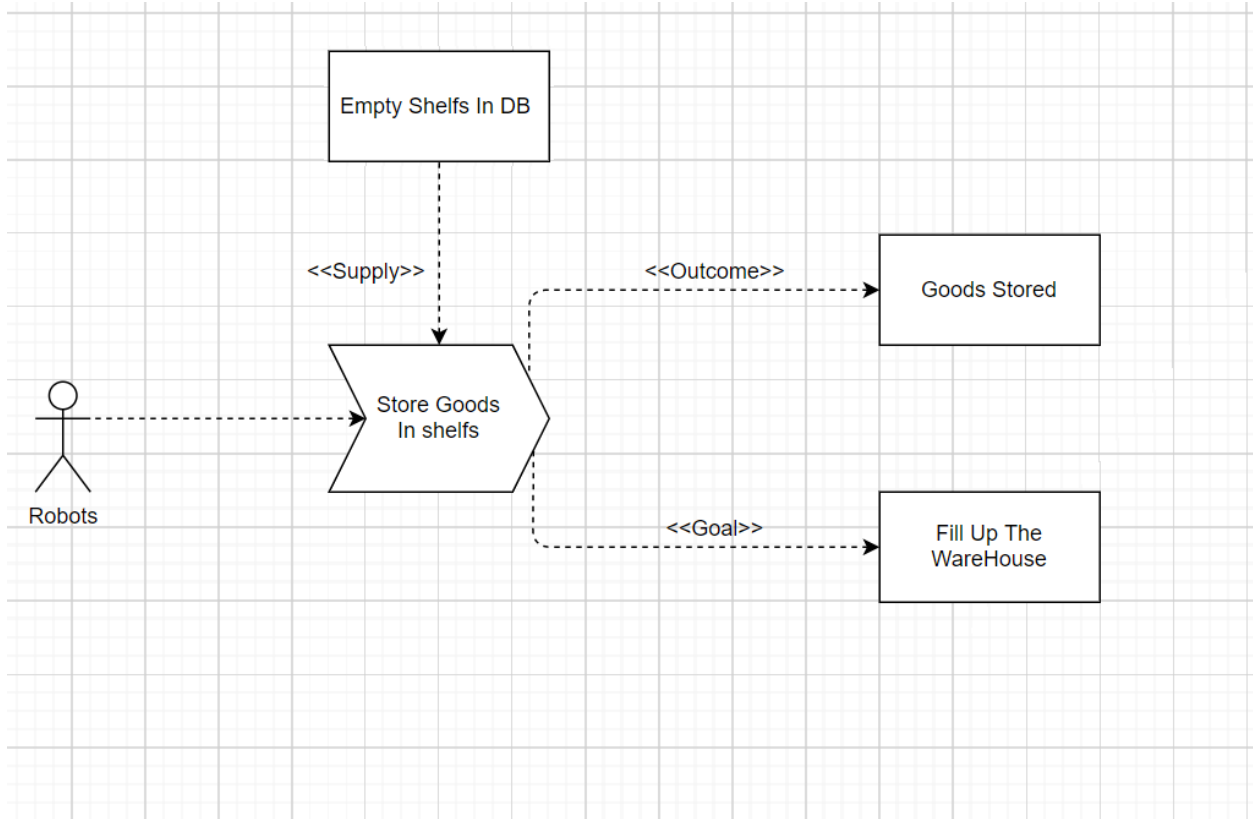 Empty Shelfs In DB
<<Supply>>
<<Outcome>>
Goods Stored
Store Goods
In shelfs
Robots
<<Goal>>
Fill Up The
WareHouse